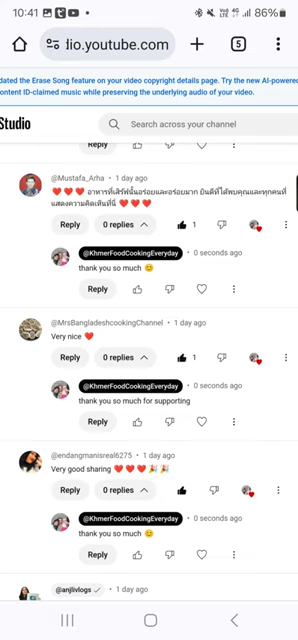 10:41
86%
dio.youtube.com
5
dated the Erase Song feature on your video copyright details page. Try the new AI-powered
ontent ID-claimed music while preserving the underlying audio of your video.
Studio
Search across your channel
Reply
@Mustafa_Arha • 1 day ago
❤️ ❤️ ❤️ อาหารที่เสิร์ฟนั้นอร่อยและอร่อยมาก ยินดีที่ได้พบคุณและทุกคนที่
แสดงความคิดเห็นที่นี่ ❤️ ❤️ ❤️
Reply 0 replies 1
@KhmerFoodCookingEveryday • 0 seconds ago
thank you so much 😊
Reply
@MrsBangladeshcookingChannel • 1 day ago
Very nice ❤️
Reply 0 replies 1
@KhmerFoodCookingEveryday • 0 seconds ago
thank you so much for supporting
Reply
@endangmanisreal6275 • 1 day ago
Very good sharing ❤️❤️❤️🎉🎉
Reply 0 replies
@KhmerFoodCookingEveryday • 0 seconds ago
thank you so much 😊
Reply
@anjlivlogs • 1 day ago